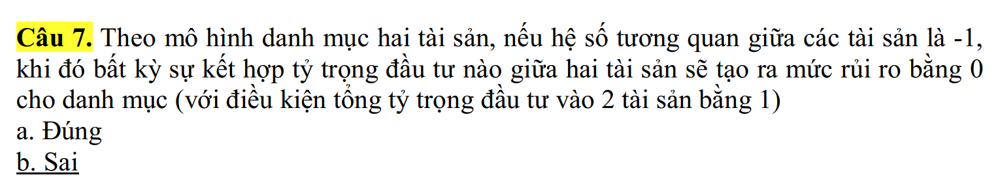 Câu 7. Theo mô hình danh mục hai tài sản, nếu hệ số tương quan giữa các tài sản là -1,
khi đó bất kỳ sự kết hợp tỷ trọng đầu tư nào giữa hai tài sản sẽ tạo ra mức rủi ro bằng 0
cho danh mục (với điều kiện tổng tỷ trọng đầu tư vào 2 tài sản bằng 1)
a. Đúng
b. Sai